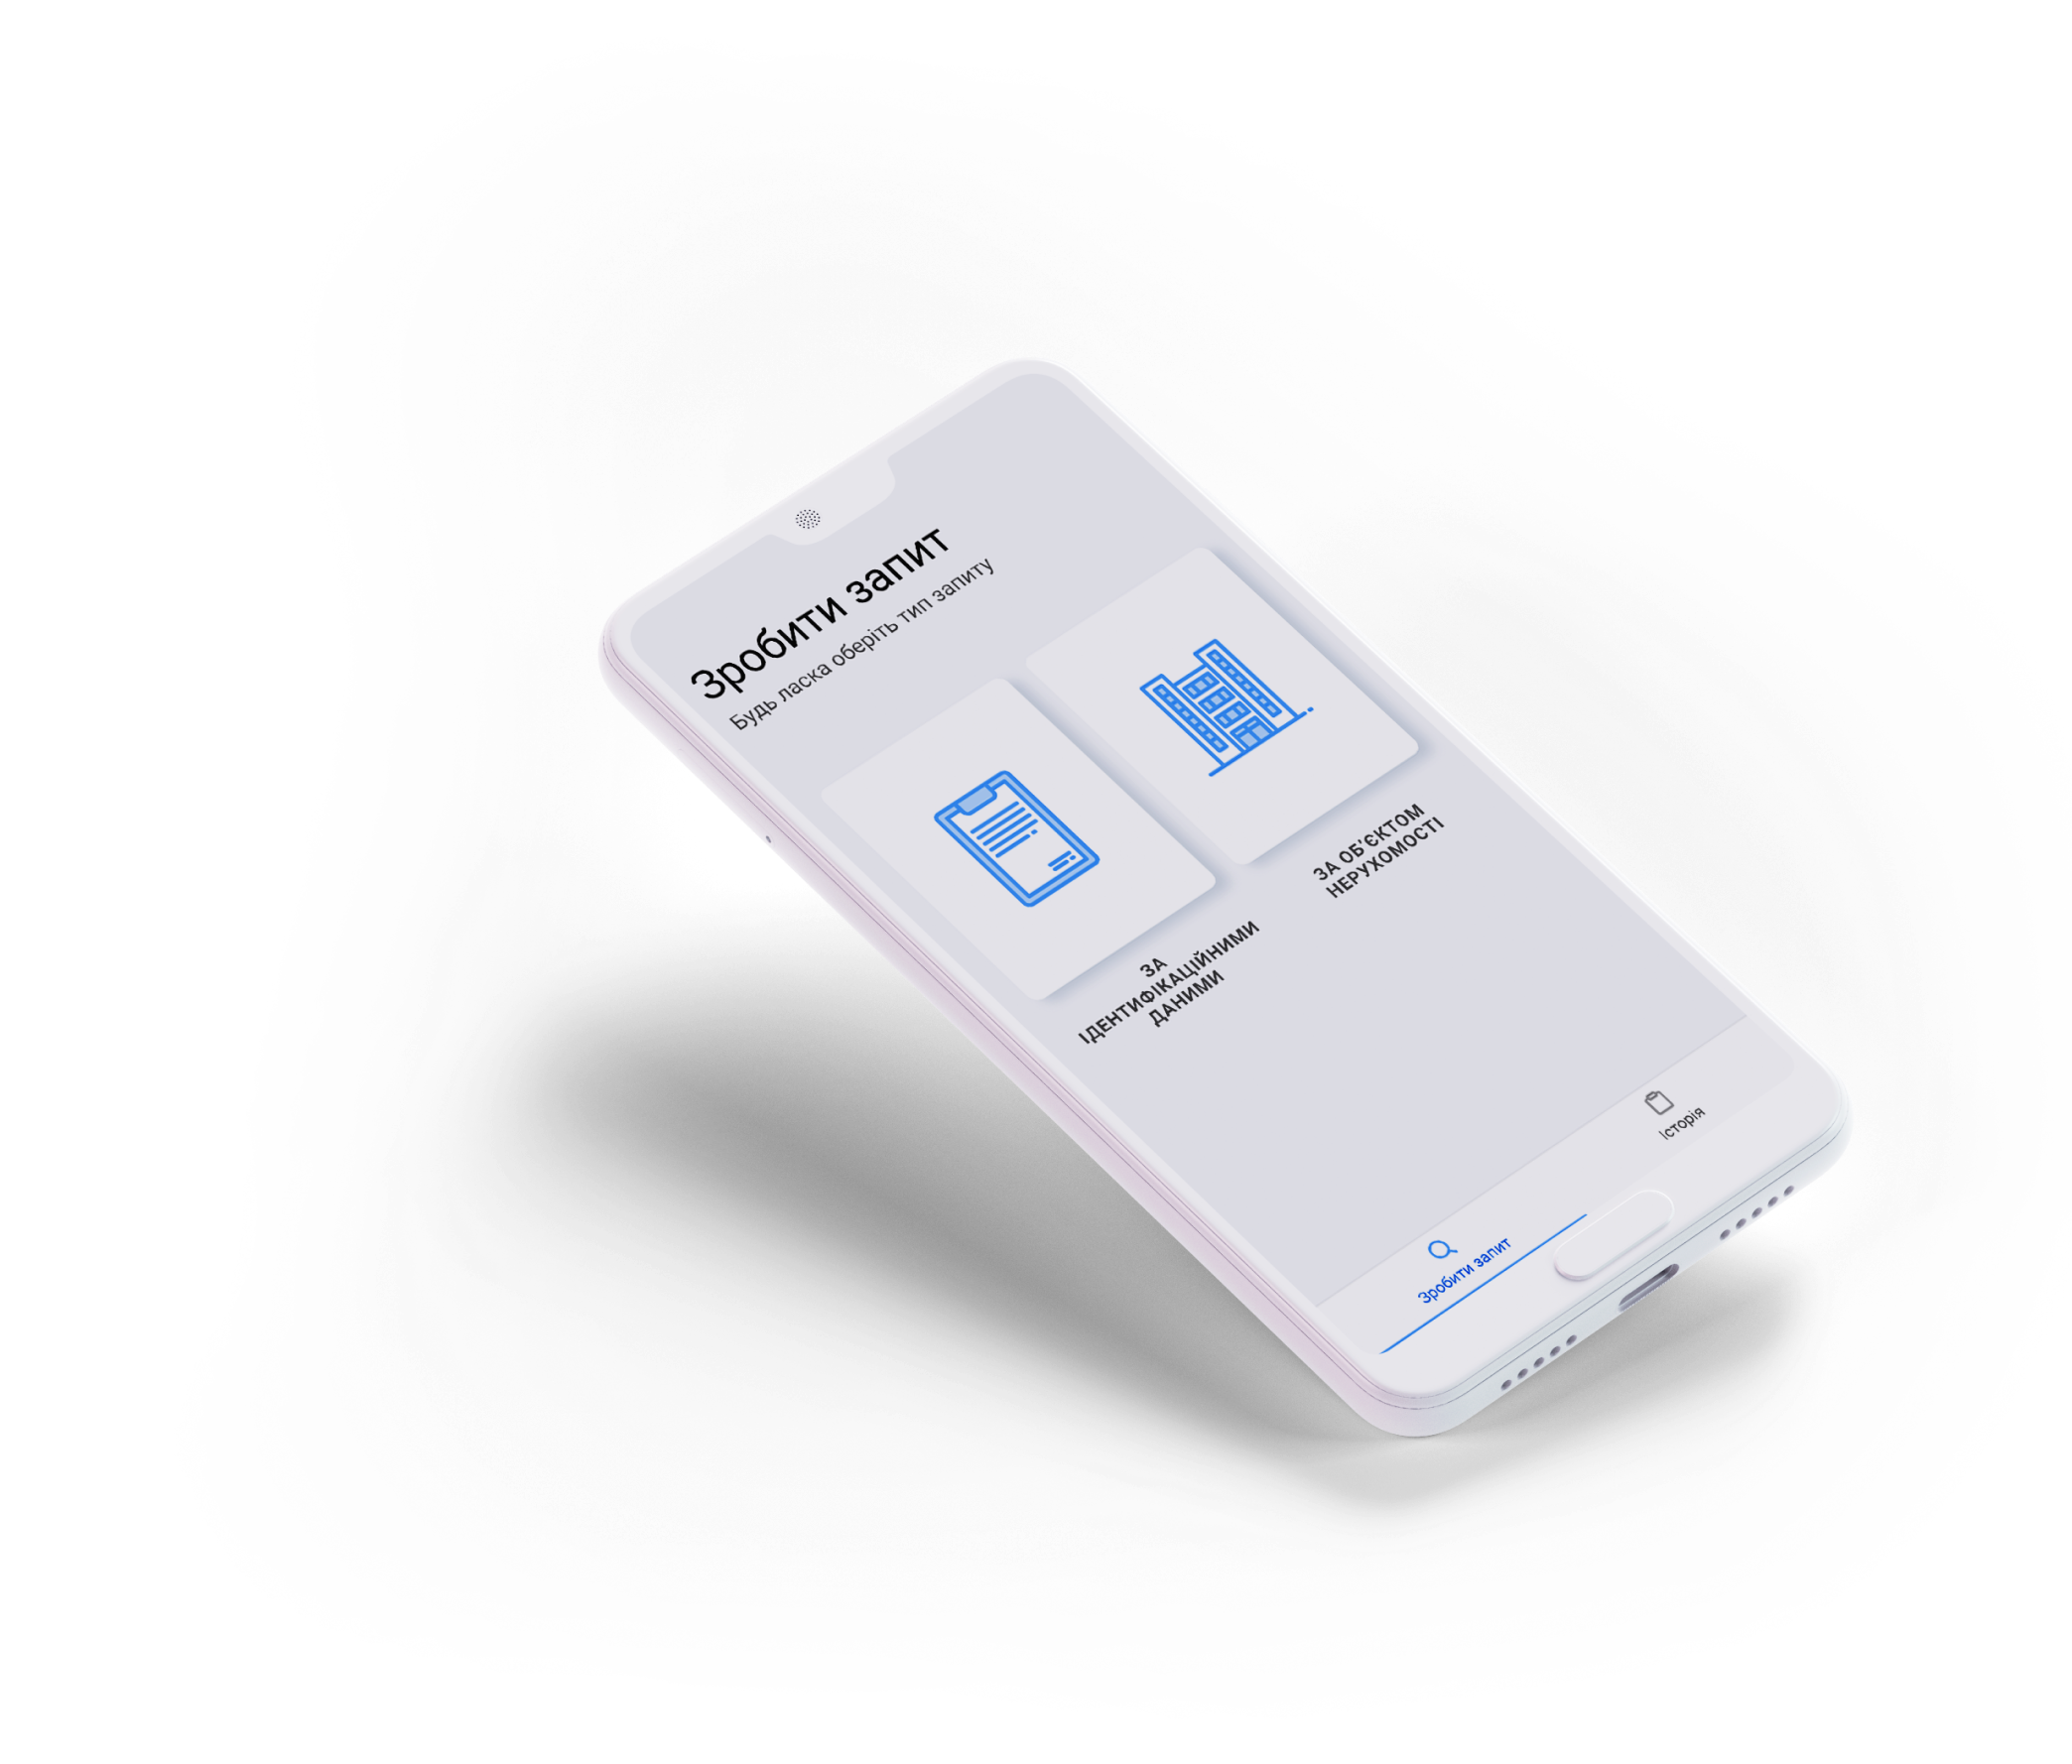 Зробити запит
Будь ласка оберіть тип запиту
ЗА
ІДЕНТИФІКАЦІЙНИМИ
ДАНИМИ
ЗА ОБ'ЄКТОМ
НЕРУХОМОСТІ
Зробити запит
Історія